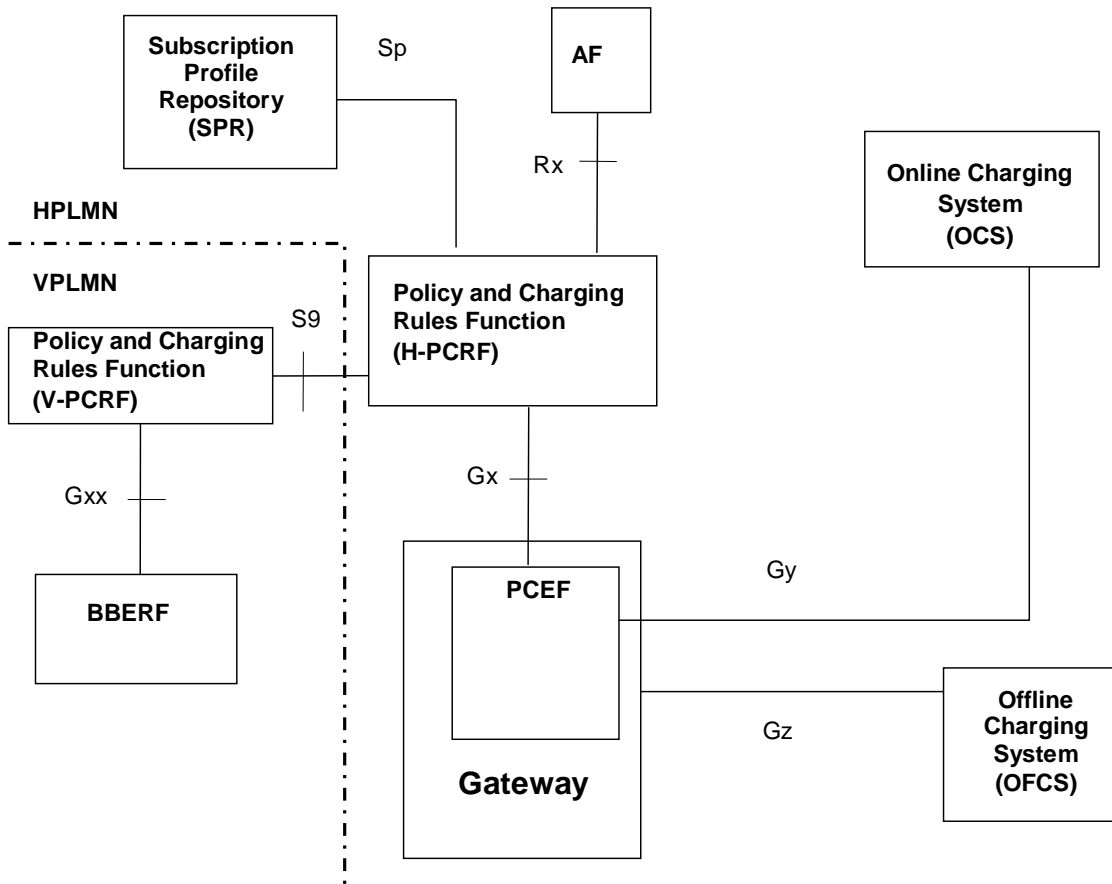 Subscription
Profile
Repository
(SPR)
Sp
AF
Rx
Online Charging
System
(OCS)
HPLMN
VPLMN
Policy and Charging
Rules Function
(H-PCRF)
S9
Policy and Charging
Rules Function
(V-PCRF)
Gxx
Gx
BBERF
PCEF
Gy
Gz
Gateway
Offline
Charging
System
(OFCS)